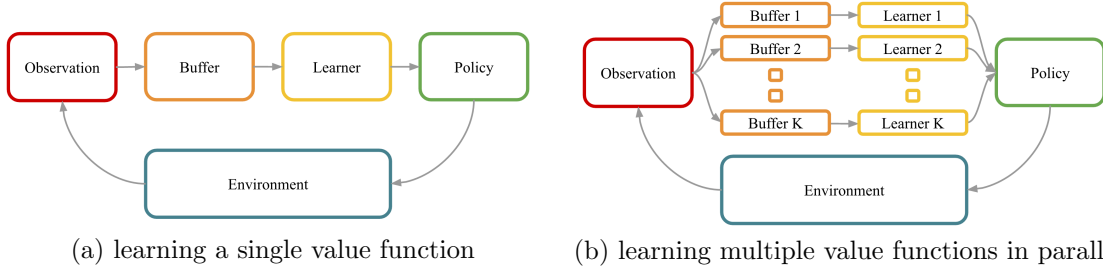 Observation
Buffer
Learner
Policy
Environment
(a) learning a single value function
Observation
Buffer 1
Learner 1
Buffer 2
Learner 2
Buffer K
Learner K
Policy
Environment
(b) learning multiple value functions in parall